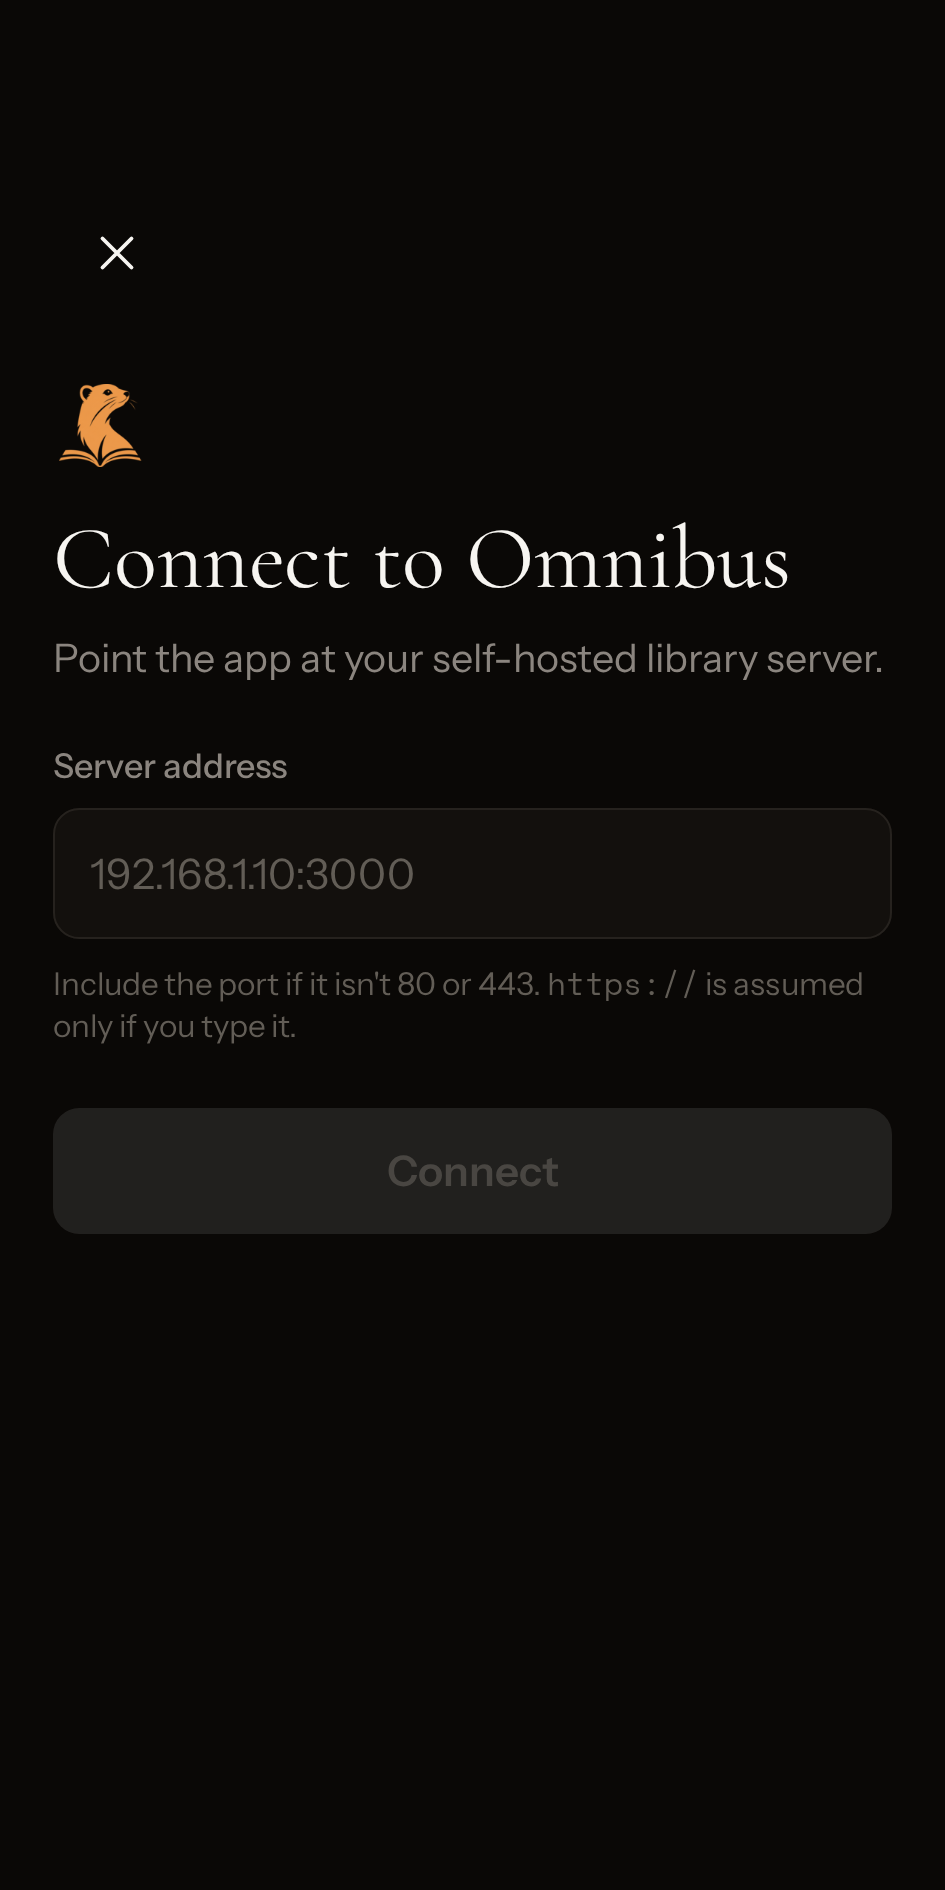 Connect to Omnibus
Point the app at your self-hosted library server.
Server address
192.168.1.10:3000
Include the port if it isn't 80 or 443. https:// is assumed
only if you type it.
Connect